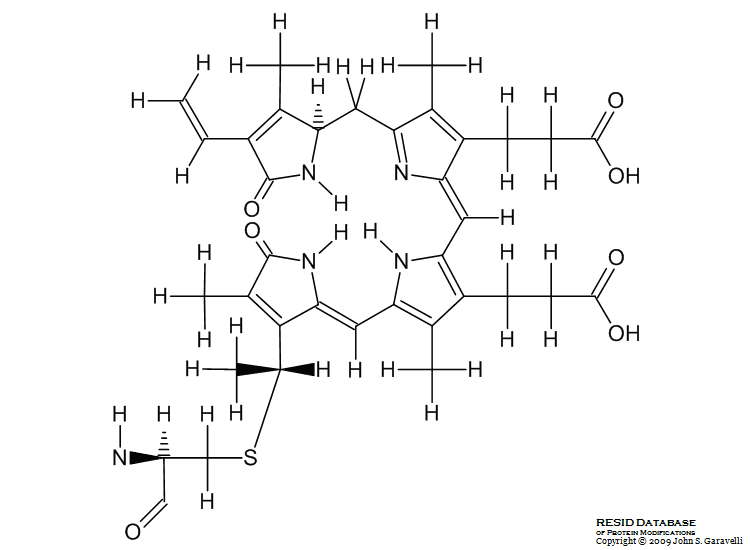 H H
H H H H H H H
H H H
H O
H N N H H OH
O H
H
O H H
H H H O
N N
H
H OH
H H H
H H H H H
H H
H H H
N S
H
O
RESID DATABASE
OF PROTEIN MODIFICATIONS
Copyright © 2009 John S. Garavelli